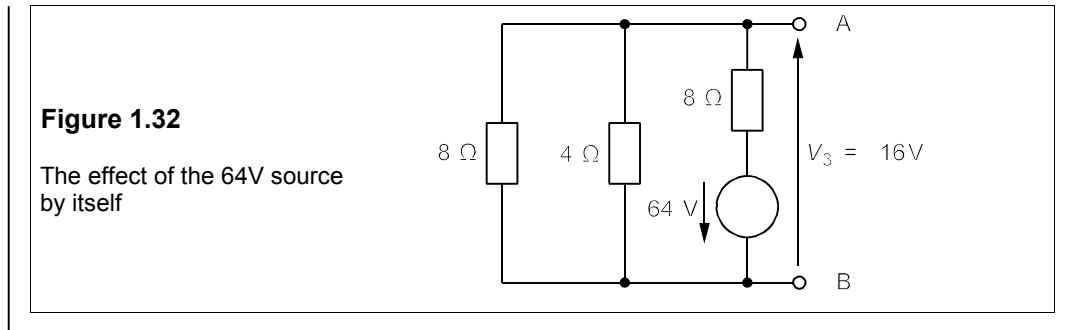 Figure 1.32
The effect of the 64V source
by itself
A
8 Ω
8 Ω
4 Ω
V₃ = 16V
64 V
B